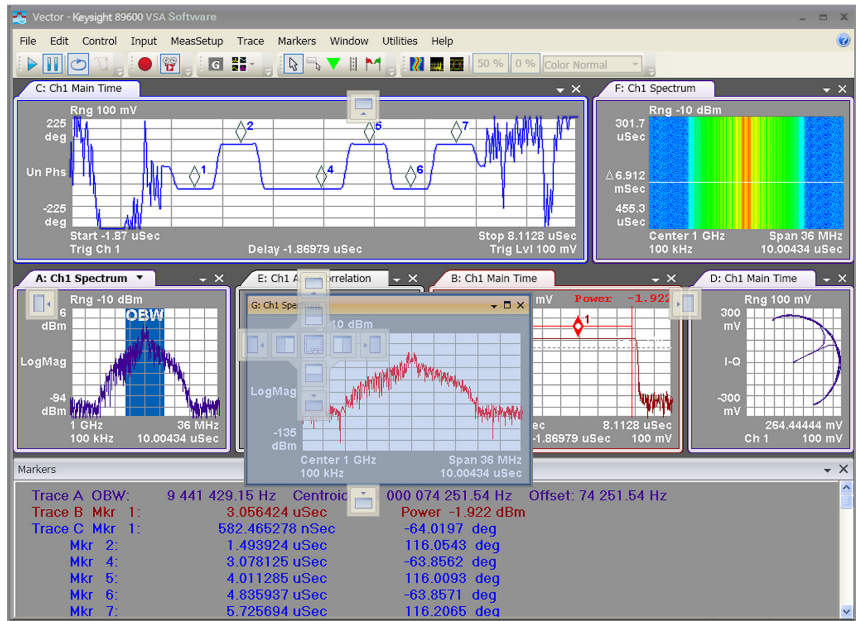 Vector - Keysight 89600 VSA Software
File Edit Control Input MeasSetup Trace Markers Window Utilities Help
50 % 0 % Color Normal
C: Ch1 Main Time
Rng 100 mV
225
deg
Un Phs
-225
deg
1 2 4 5 6 7
Start -1.87 uSec Stop 8.1128 uSec
Trig Ch 1 Delay -1.86979 uSec Trig Lvl 100 mV
F: Ch1 Spectrum
Rng -10 dBm
301.7
uSec
Δ6.912
mSec
455.3
uSec
Center 1 GHz Span 36 MHz
100 kHz 10.00434 uSec
A: Ch1 Spectrum
Rng -10 dBm
6
dBm
OBW
LogMag
-94
dBm
1 GHz 36 MHz
100 kHz 10.00434 uSec
E: Ch1
G: Ch1
10 dBm
LogMag
-135
dBm
Center 1 GHz Span 36 MHz
100 kHz 10.00434 uSec
B: Ch1 Main Time
mV Power -1.922
1
8.1128 uSec
-1.86979 uSec 100 mV
D: Ch1 Main Time
Rng 100 mV
300
mV
I-Q
-300
mV
264.44444 mV
Ch 1 100 mV
Markers
Trace A OBW: 9 441 429.15 Hz 000 074 251.54 Hz Offset: 74 251.54 Hz
Trace B Mkr 1: 3.056424 uSec Power -1.922 dBm
Trace C Mkr 1: 582.465278 nSec -64.0197 deg
Mkr 2: 1.493924 uSec 116.0543 deg
Mkr 4: 3.078125 uSec -63.8562 deg
Mkr 5: 4.011285 uSec 116.0093 deg
Mkr 6: 4.835937 uSec -63.8571 deg
Mkr 7: 5.725694 uSec 116.2065 deg